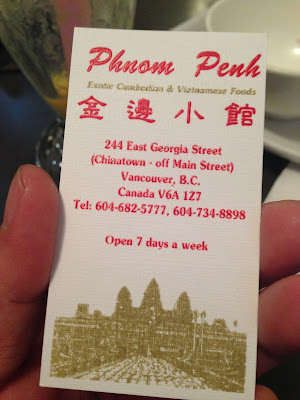 Phnom Penh
Exotic Cambodian & Vietnamese Foods
金邊小館
244 East Georgia Street
(Chinatown - off Main Street)
Vancouver, B.C.
Canada V6A 1Z7
Tel: 604-682-5777, 604-734-8898
Open 7 days a week